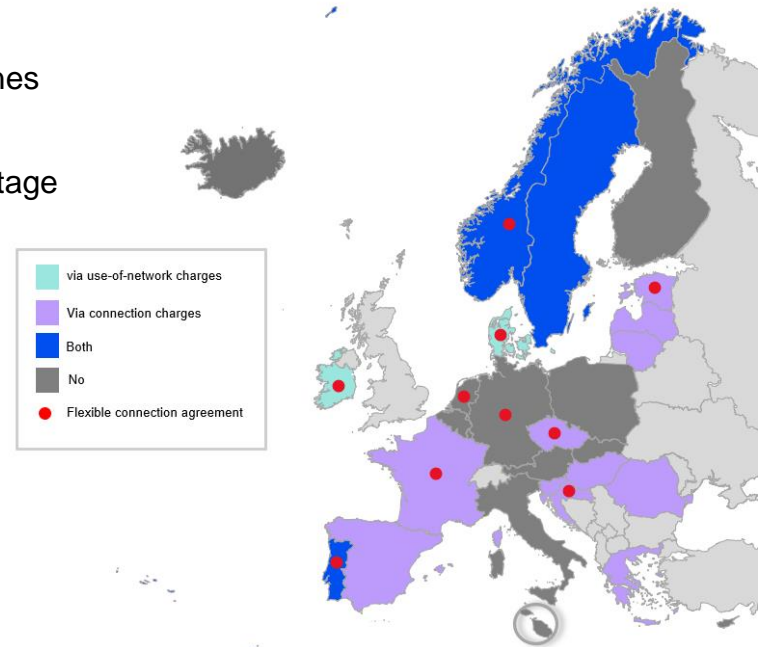 nes
tage
via use-of-network charges
Via connection charges
Both
No
Flexible connection agreement